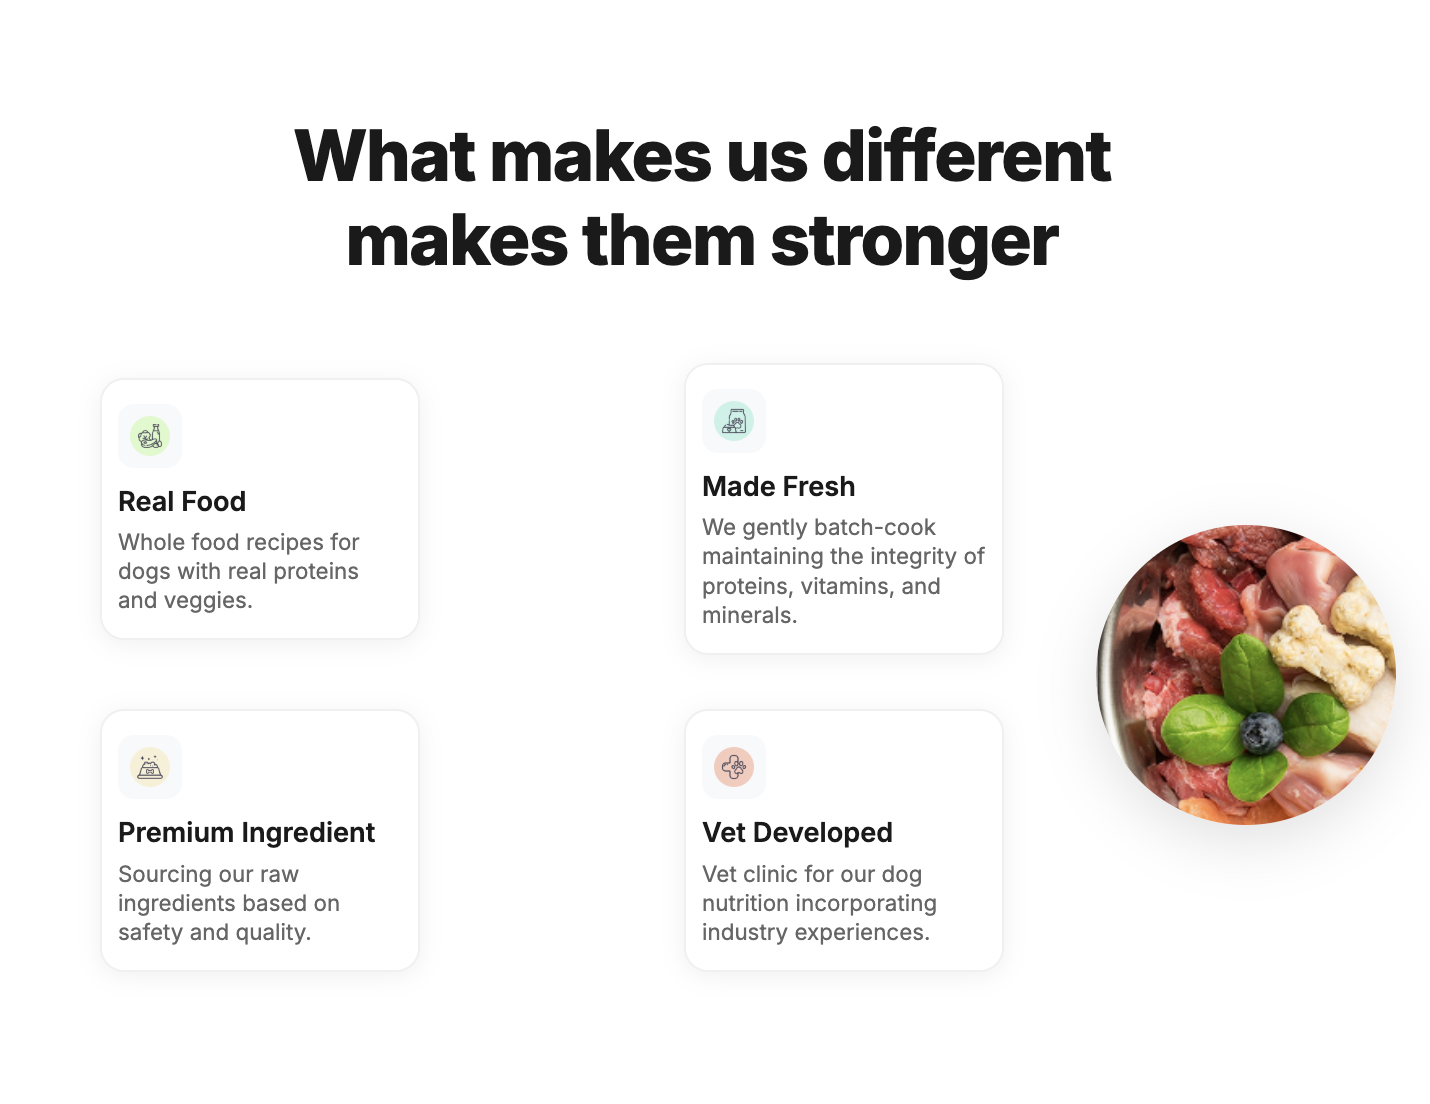 What makes us different
makes them stronger
Real Food
Whole food recipes for
dogs with real proteins
and veggies.
Made Fresh
We gently batch-cook
maintaining the integrity of
proteins, vitamins, and
minerals.
Premium Ingredient
Sourcing our raw
ingredients based on
safety and quality.
Vet Developed
Vet clinic for our dog
nutrition incorporating
industry experiences.